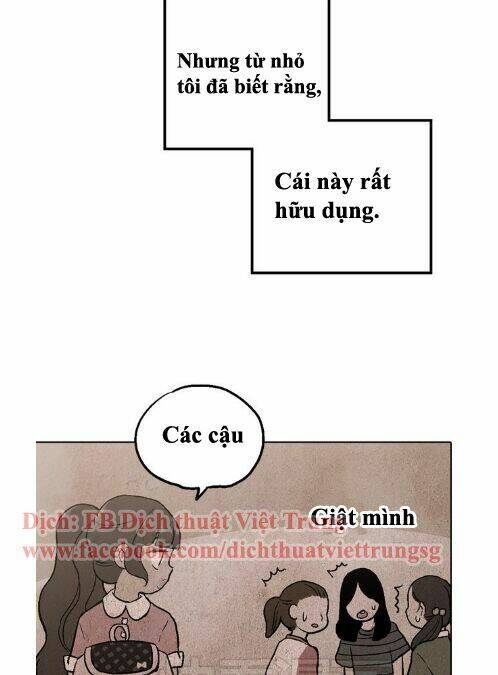 Nhưng từ nhỏ
tôi đã biết rằng,
Cái này rất
hữu dụng.
Các cậu
Giật mình
Dịch: FB Dịch thuật Việt Trung
www.facebook.com/dichthuatviettrungsg